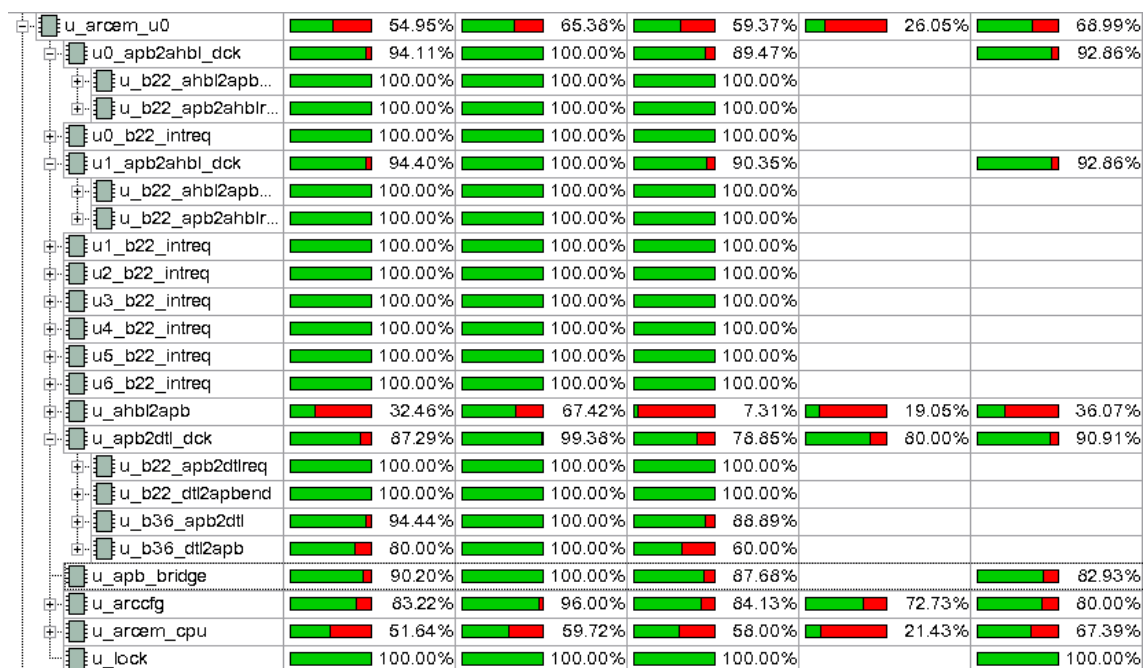 u_arcem_u0 54.95% 65.38% 59.37% 26.05% 68.99%
u0_apb2ahbl_dck 94.11% 100.00% 89.47% 92.86%
u_b22_ahbl2apb... 100.00% 100.00% 100.00%
u_b22_apb2ahblr... 100.00% 100.00% 100.00%
u0_b22_intreq 100.00% 100.00% 100.00%
u1_apb2ahbl_dck 94.40% 100.00% 90.35% 92.86%
u_b22_ahbl2apb... 100.00% 100.00% 100.00%
u_b22_apb2ahblr... 100.00% 100.00% 100.00%
u1_b22_intreq 100.00% 100.00% 100.00%
u2_b22_intreq 100.00% 100.00% 100.00%
u3_b22_intreq 100.00% 100.00% 100.00%
u4_b22_intreq 100.00% 100.00% 100.00%
u5_b22_intreq 100.00% 100.00% 100.00%
u6_b22_intreq 100.00% 100.00% 100.00%
u_ahbl2apb 32.46% 67.42% 7.31% 19.05% 36.07%
u_apb2dtl_dck 87.29% 99.38% 78.85% 80.00% 90.91%
u_b22_apb2dtlreq 100.00% 100.00% 100.00%
u_b22_dtl2apbend 100.00% 100.00% 100.00%
u_b36_apb2dtl 94.44% 100.00% 88.89%
u_b36_dtl2apb 80.00% 100.00% 60.00%
u_apb_bridge 90.20% 100.00% 87.68% 82.93%
u_arccfg 83.22% 96.00% 84.13% 72.73% 80.00%
u_arcem_cpu 51.64% 59.72% 58.00% 21.43% 67.39%
u_lock 100.00% 100.00% 100.00% 100.00%